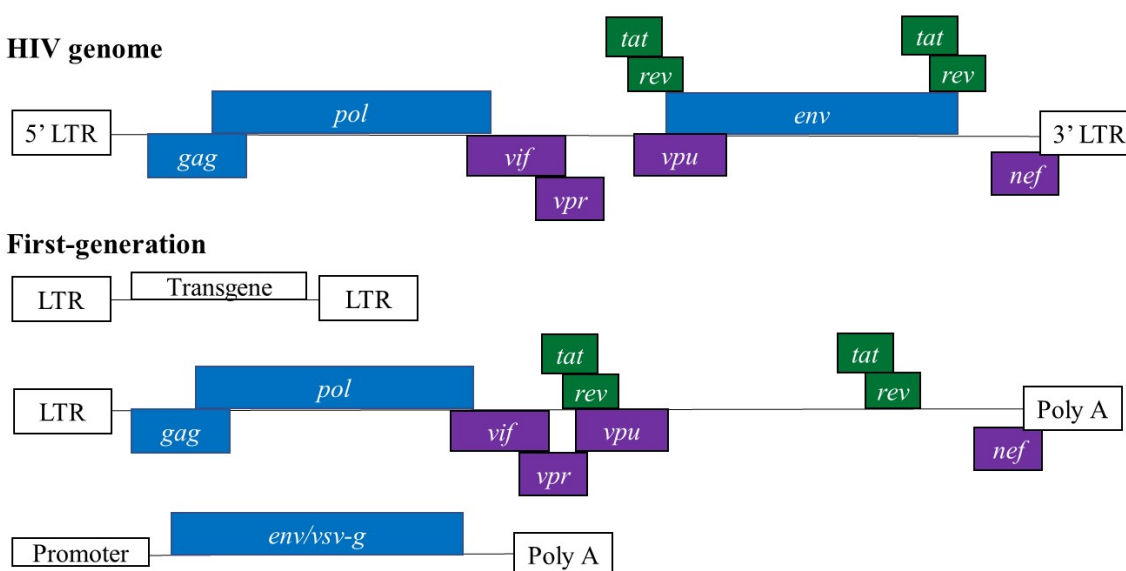 HIV genome
tat
rev
tat
rev
5' LTR
gag
pol
vif
vpr
vpu
env
nef
3' LTR
First-generation
LTR
Transgene
LTR
LTR
gag
pol
vif
vpr
tat
rev
vpu
tat
rev
nef
Poly A
Promoter
env/vsv-g
Poly A